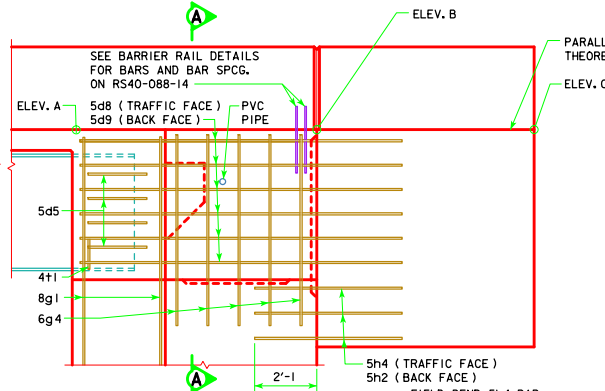 A
ELEV. B
SEE BARRIER RAIL DETAILS
FOR BARS AND BAR SPCG.
ON RS40-088-14
PARALL
THEORE
ELEV. A
5d8 (TRAFFIC FACE)
5d9 (BACK FACE)
PVC
PIPE
ELEV. C
5d5
4t1
8g1
6g4
A
2'-1
5h4 (TRAFFIC FACE)
5h2 (BACK FACE)